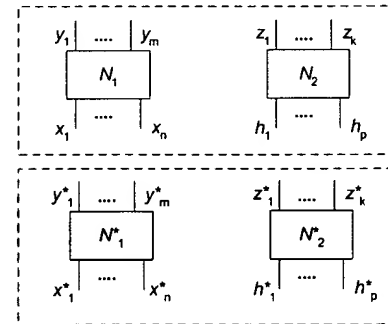 y₁ .... yₘ z₁ .... zₖ
N₁ N₂
x₁ .... xₙ h₁ .... hₚ
y*₁ .... y*ₘ z*₁ .... z*ₖ
N*₁ N*₂
x*₁ .... x*ₙ h*₁ .... h*ₚ